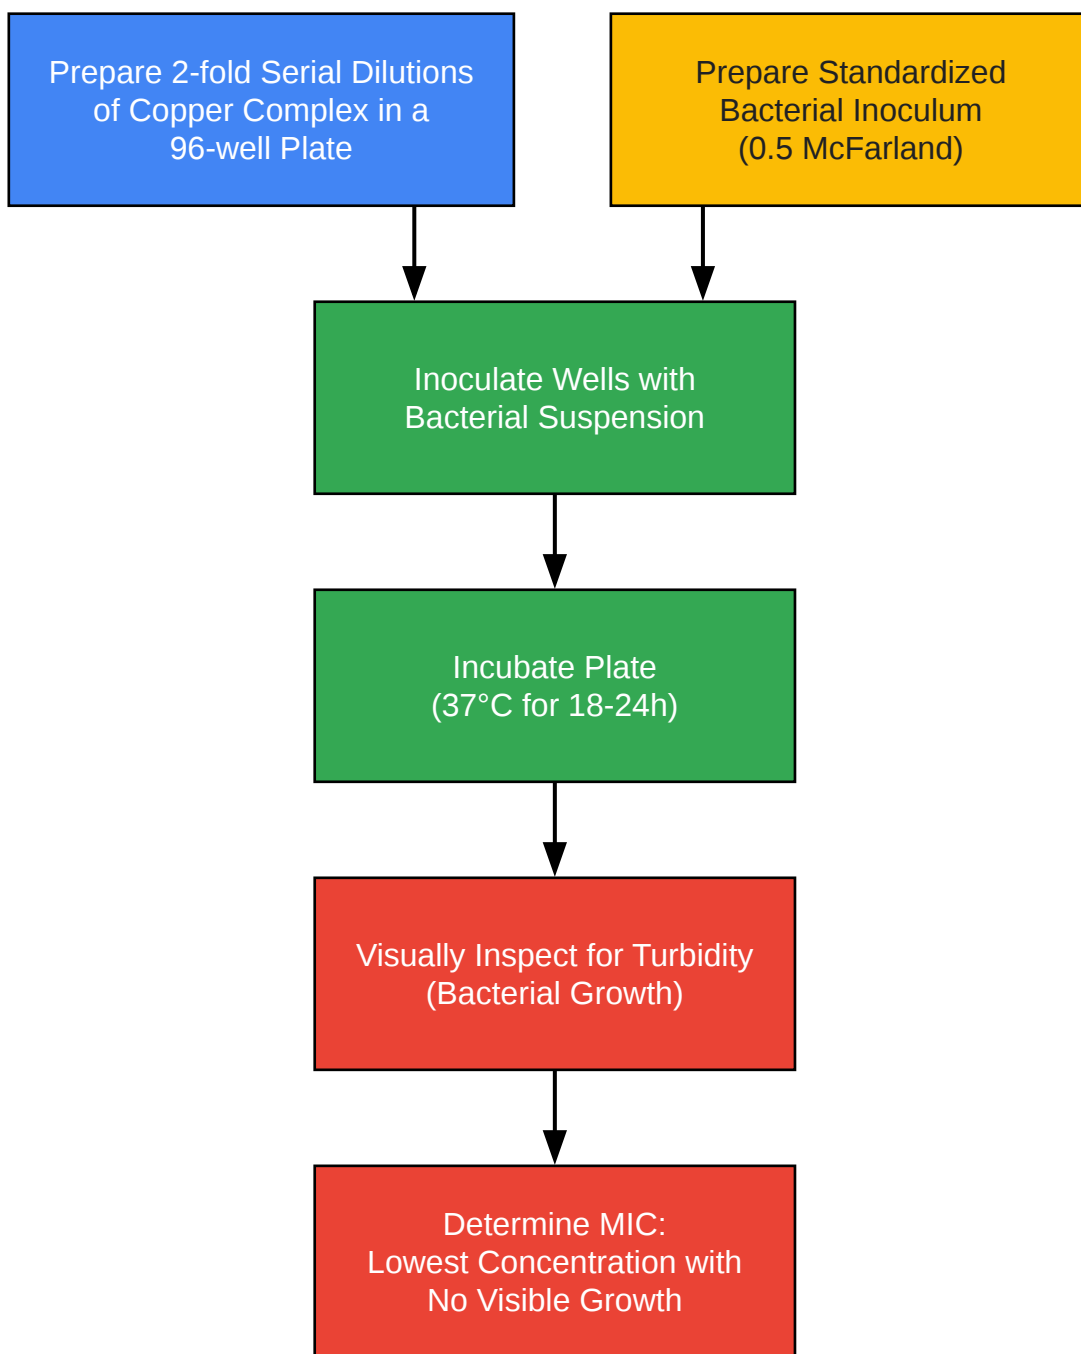 Prepare 2-fold Serial Dilutions
of Copper Complex in a
96-well Plate
Prepare Standardized
Bacterial Inoculum
(0.5 McFarland)
Inoculate Wells with
Bacterial Suspension
Incubate Plate
(37°C for 18-24h)
Visually Inspect for Turbidity
(Bacterial Growth)
Determine MIC:
Lowest Concentration with
No Visible Growth